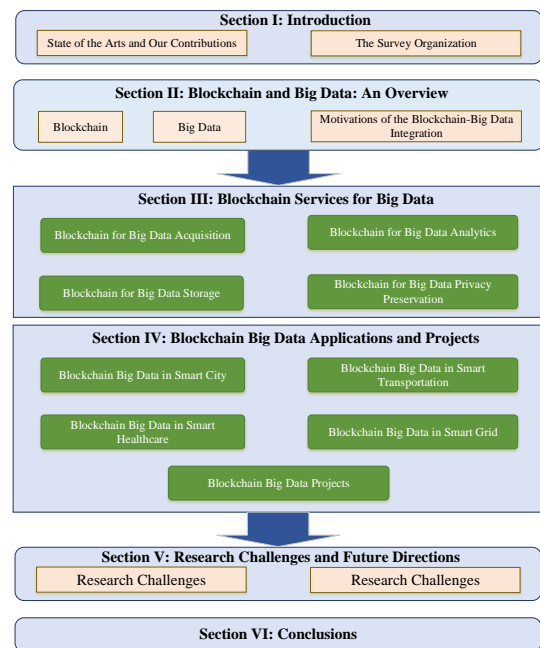 Section I: Introduction
State of the Arts and Our Contributions
The Survey Organization
Section II: Blockchain and Big Data: An Overview
Blockchain
Big Data
Motivations of the Blockchain-Big Data
Integration
Section III: Blockchain Services for Big Data
Blockchain for Big Data Acquisition
Blockchain for Big Data Analytics
Blockchain for Big Data Storage
Blockchain for Big Data Privacy
Preservation
Section IV: Blockchain Big Data Applications and Projects
Blockchain Big Data in Smart City
Blockchain Big Data in Smart
Transportation
Blockchain Big Data in Smart
Healthcare
Blockchain Big Data in Smart Grid
Blockchain Big Data Projects
Section V: Research Challenges and Future Directions
Research Challenges
Research Challenges
Section VI: Conclusions